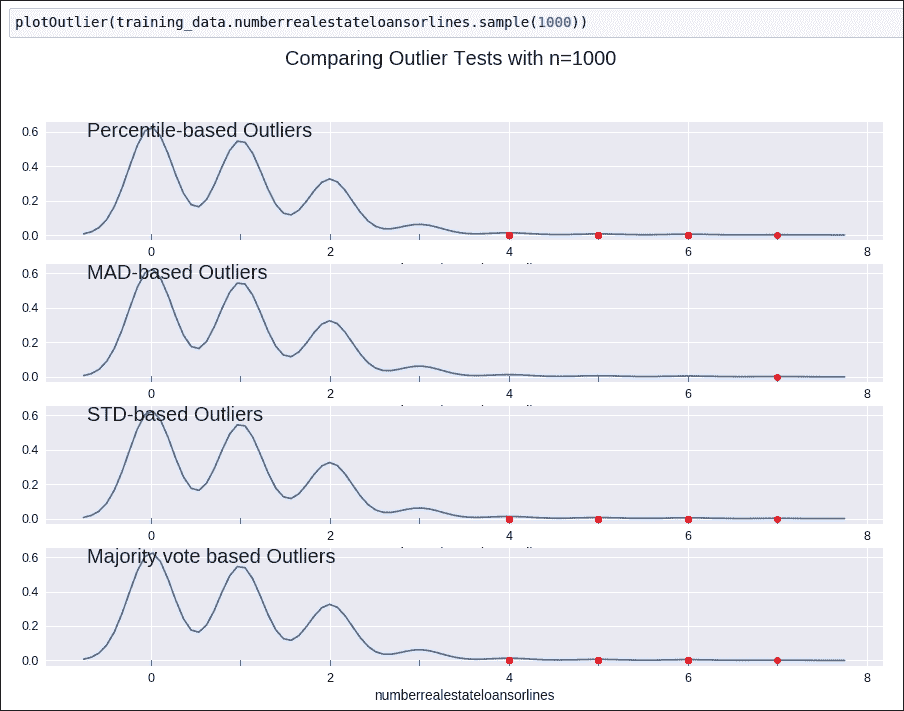 plotOutlier(training_data.numberrealestateloansorlines.sample(1000))
Comparing Outlier Tests with n=1000
Percentile-based Outliers
0.6
0.4
0.2
0.0
0 2 4 6 8
MAD-based Outliers
0.6
0.4
0.2
0.0
0 2 4 6 8
STD-based Outliers
0.6
0.4
0.2
0.0
0 2 4 6 8
Majority vote based Outliers
0.6
0.4
0.2
0.0
0 2 4 6 8
numberrealestateloansorlines